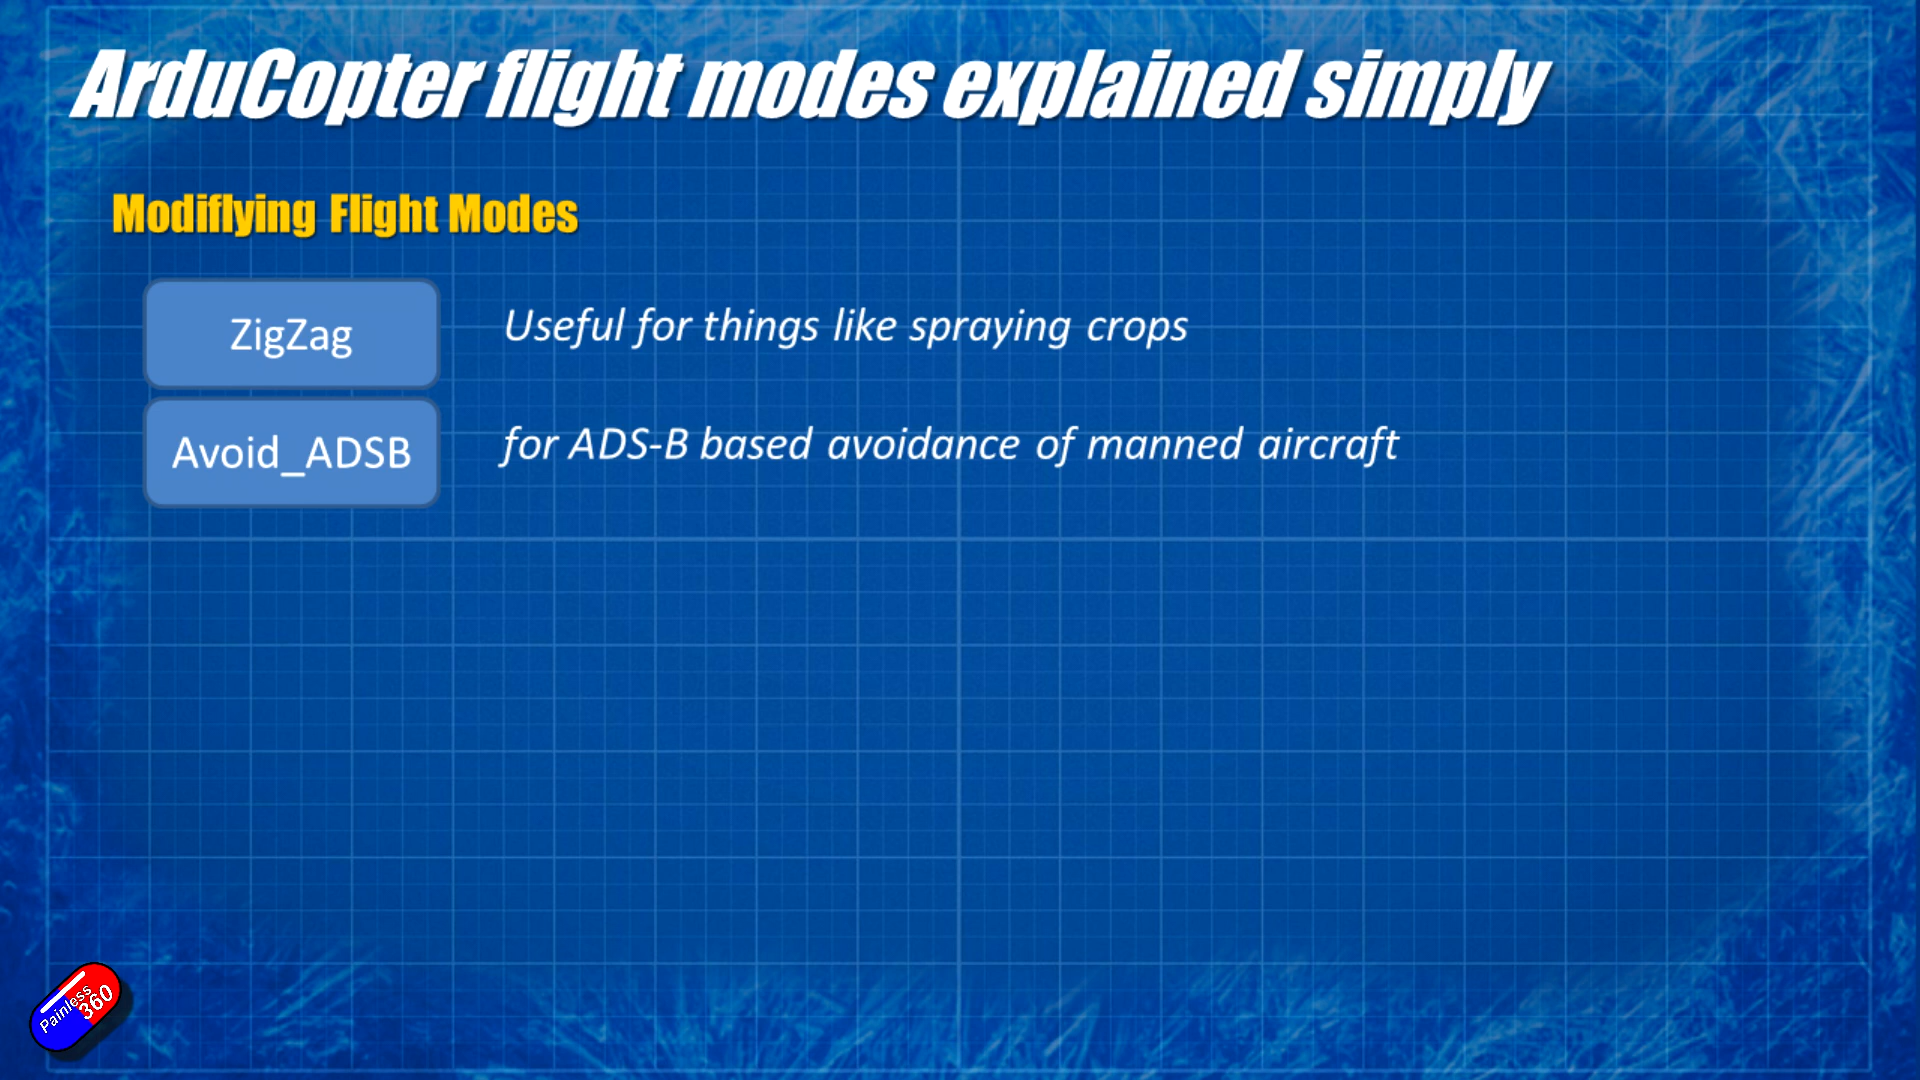 ArduCopter flight modes explained simply
Modiflying Flight Modes
ZigZag
Useful for things like spraying crops
Avoid_ADSB
for ADS-B based avoidance of manned aircraft
Painless
360